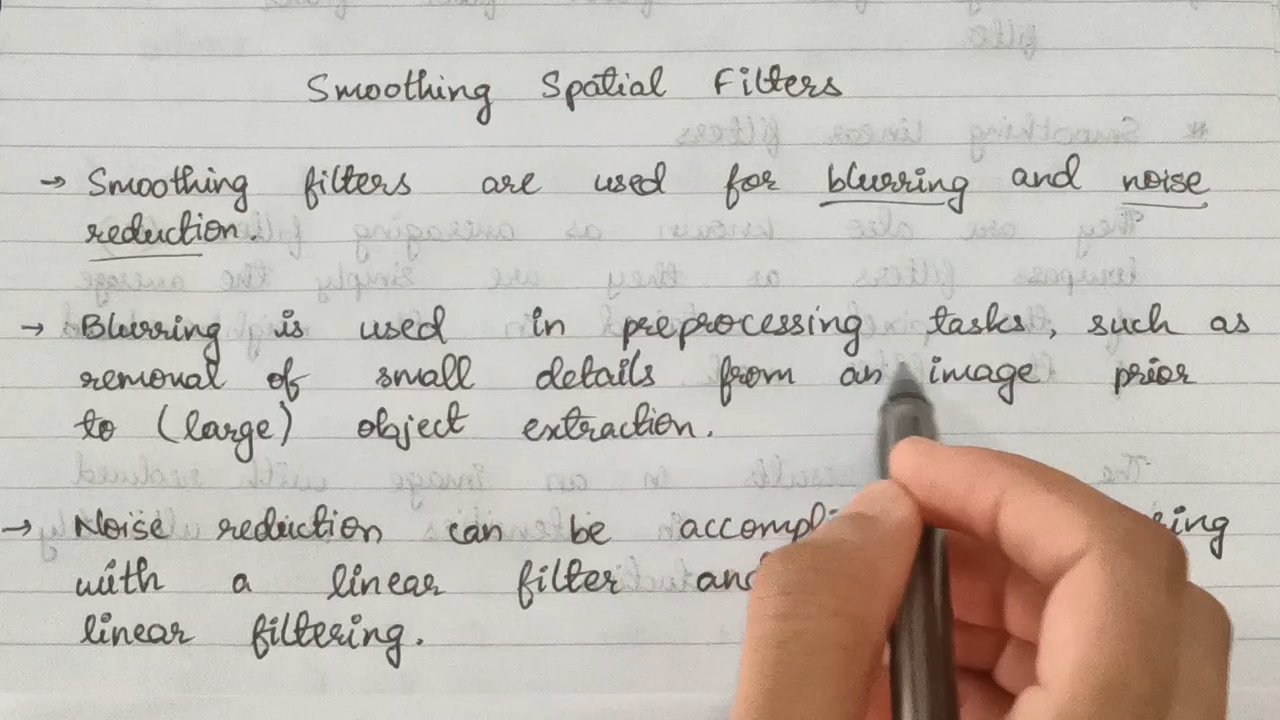 Smoothing Spatial Filters
→ Smoothing filters are used for blurring and noise
reduction.
→ Blurring is used in preprocessing tasks, such as
removal of small details from an image prior
to (large) object extraction.
→ Noise reduction can be
with a linear filter and
linear filtering.